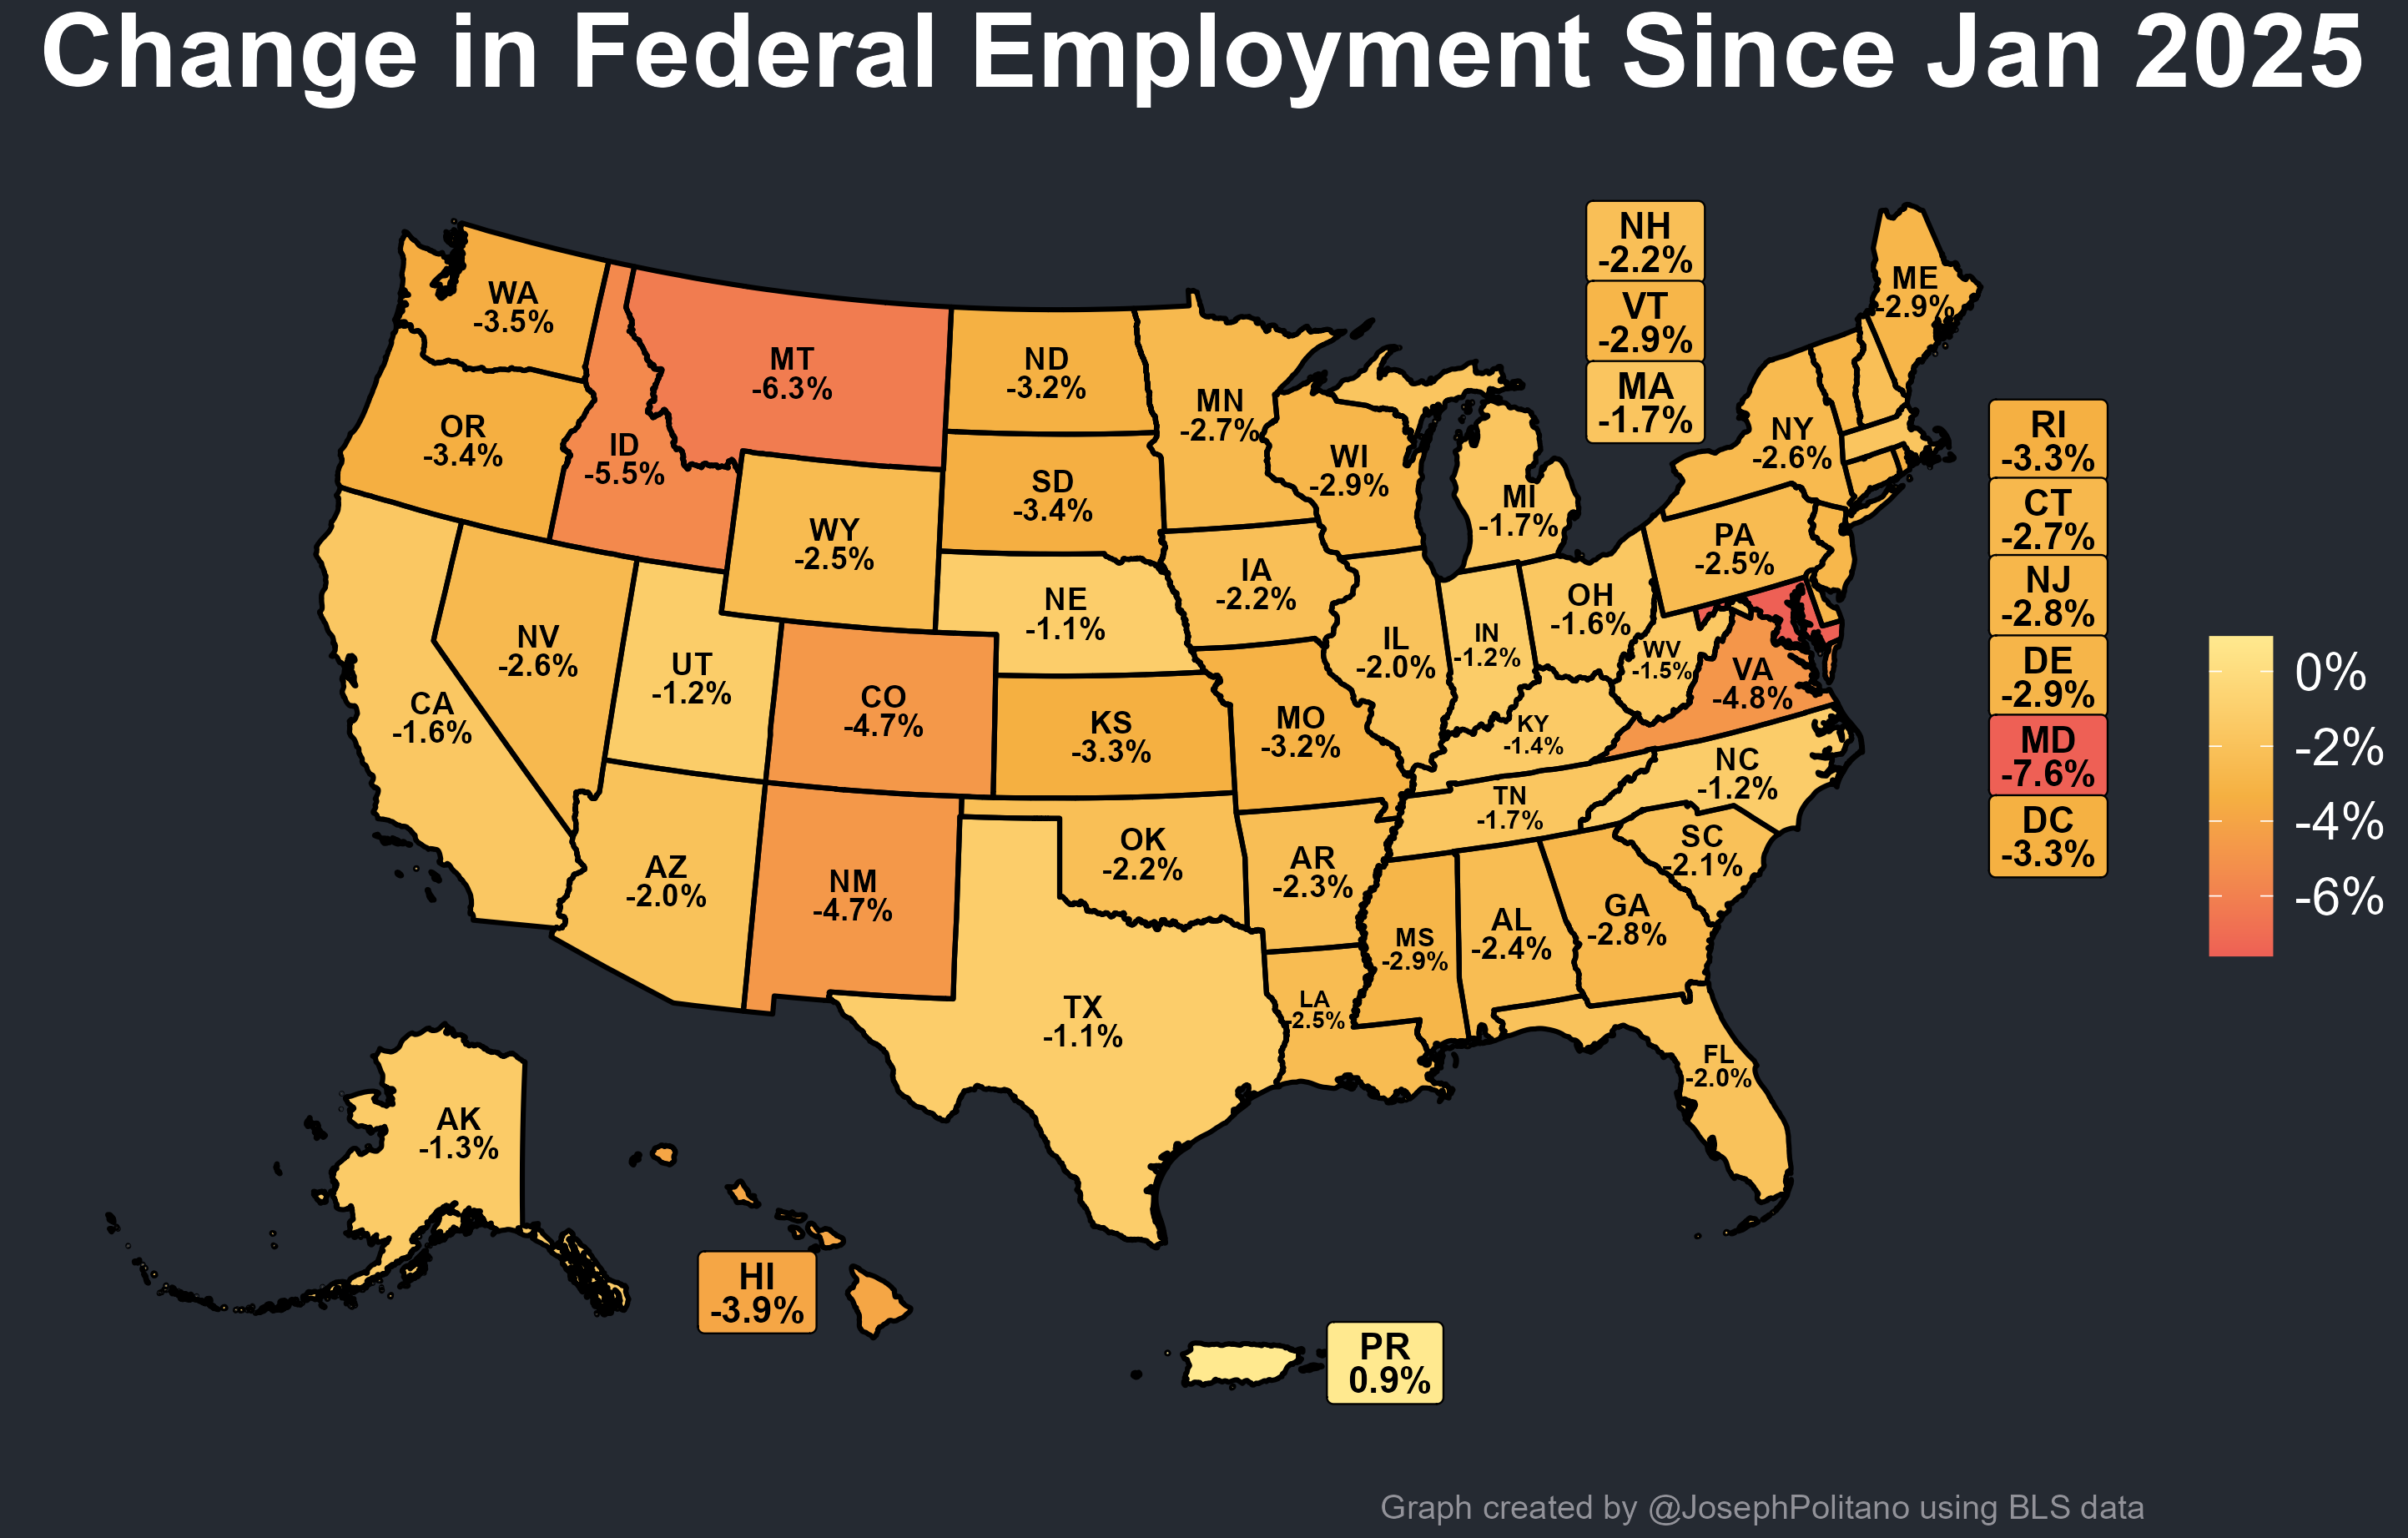 Change in Federal Employment Since Jan 2025
NH
-2.2%
VT
-2.9%
MA
-1.7%
ME
-2.9%
WA
-3.5%
MT
-6.3%
ND
-3.2%
MN
-2.7%
OR
-3.4%
ID
-5.5%
SD
-3.4%
WI
-2.9%
MI
-1.7%
NY
-2.6%
RI
-3.3%
CT
-2.7%
NJ
-2.8%
DE
-2.9%
MD
-7.6%
DC
-3.3%
WY
-2.5%
IA
-2.2%
PA
-2.5%
NE
-1.1%
OH
-1.6%
NV
-2.6%
UT
-1.2%
IL
-2.0%
IN
-1.2%
WV
-1.5%
VA
-4.8%
CA
-1.6%
CO
-4.7%
KS
-3.3%
MO
-3.2%
KY
-1.4%
NC
-1.2%
TN
-1.7%
SC
-2.1%
AZ
-2.0%
NM
-4.7%
OK
-2.2%
AR
-2.3%
MS
-2.9%
AL
-2.4%
GA
-2.8%
TX
-1.1%
LA
-2.5%
FL
-2.0%
AK
-1.3%
HI
-3.9%
PR
0.9%
0%
-2%
-4%
-6%
Graph created by @JosephPolitano using BLS data